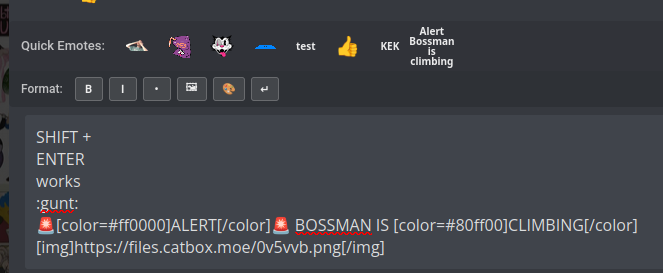 Quick Emotes:
test
KEK
Alert
Bossman
is
climbing
Format:
B
I
SHIFT +
ENTER
works
:gunt:
🚨[color=#ff0000]ALERT[/color]🚨 BOSSMAN IS [color=#80ff00]CLIMBING[/color]
[img]https://files.catbox.moe/0v5vvb.png[/img]